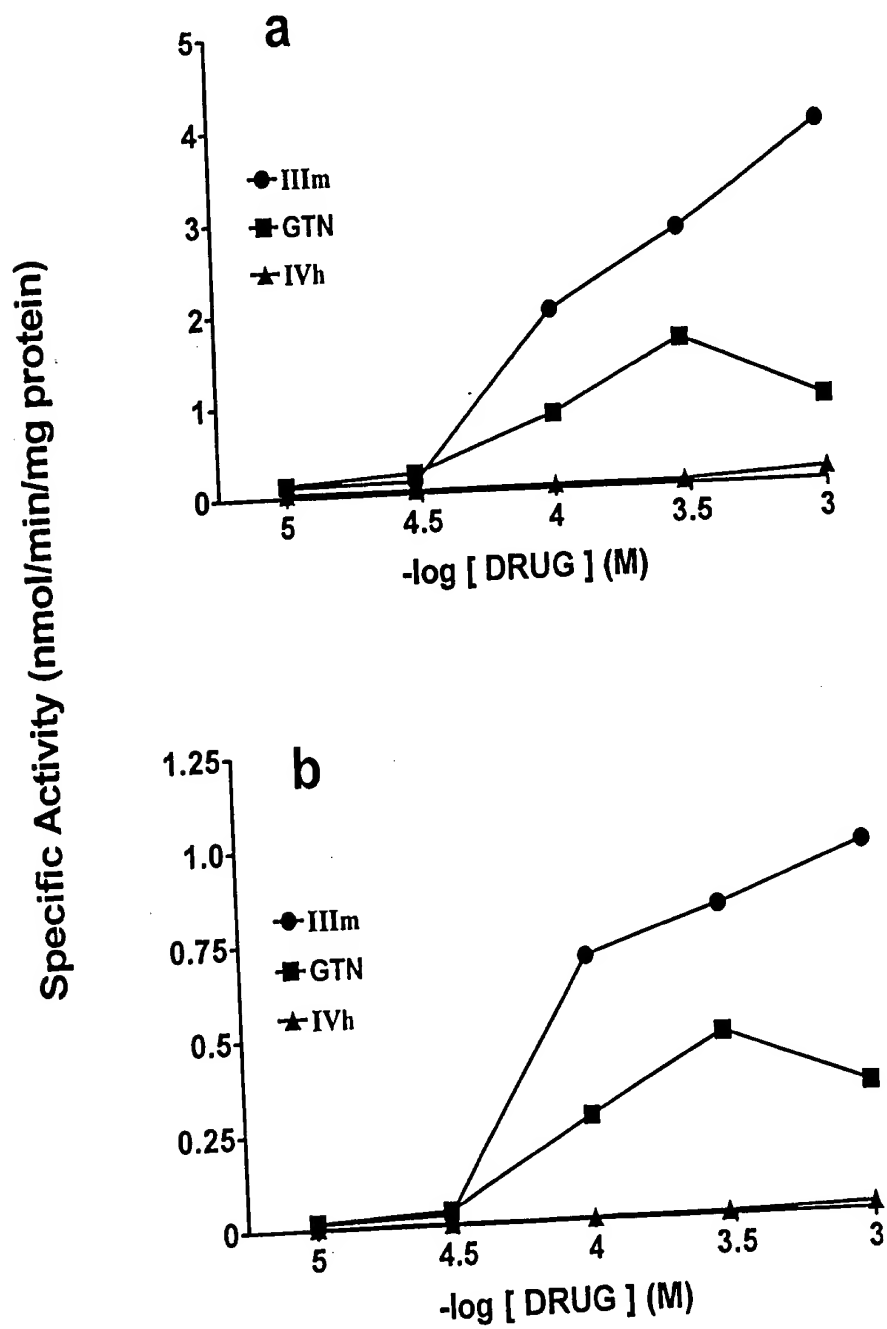 Specific Activity (nmol/min/mg protein)
a
5
4
3
2
1
0
IIIm
GTN
IVh
5 4.5 4 3.5 3
-log [ DRUG ] (M)
b
1.25
1.0
0.75
0.5
0.25
0
IIIm
GTN
IVh
5 4.5 4 3.5 3
-log [ DRUG ] (M)